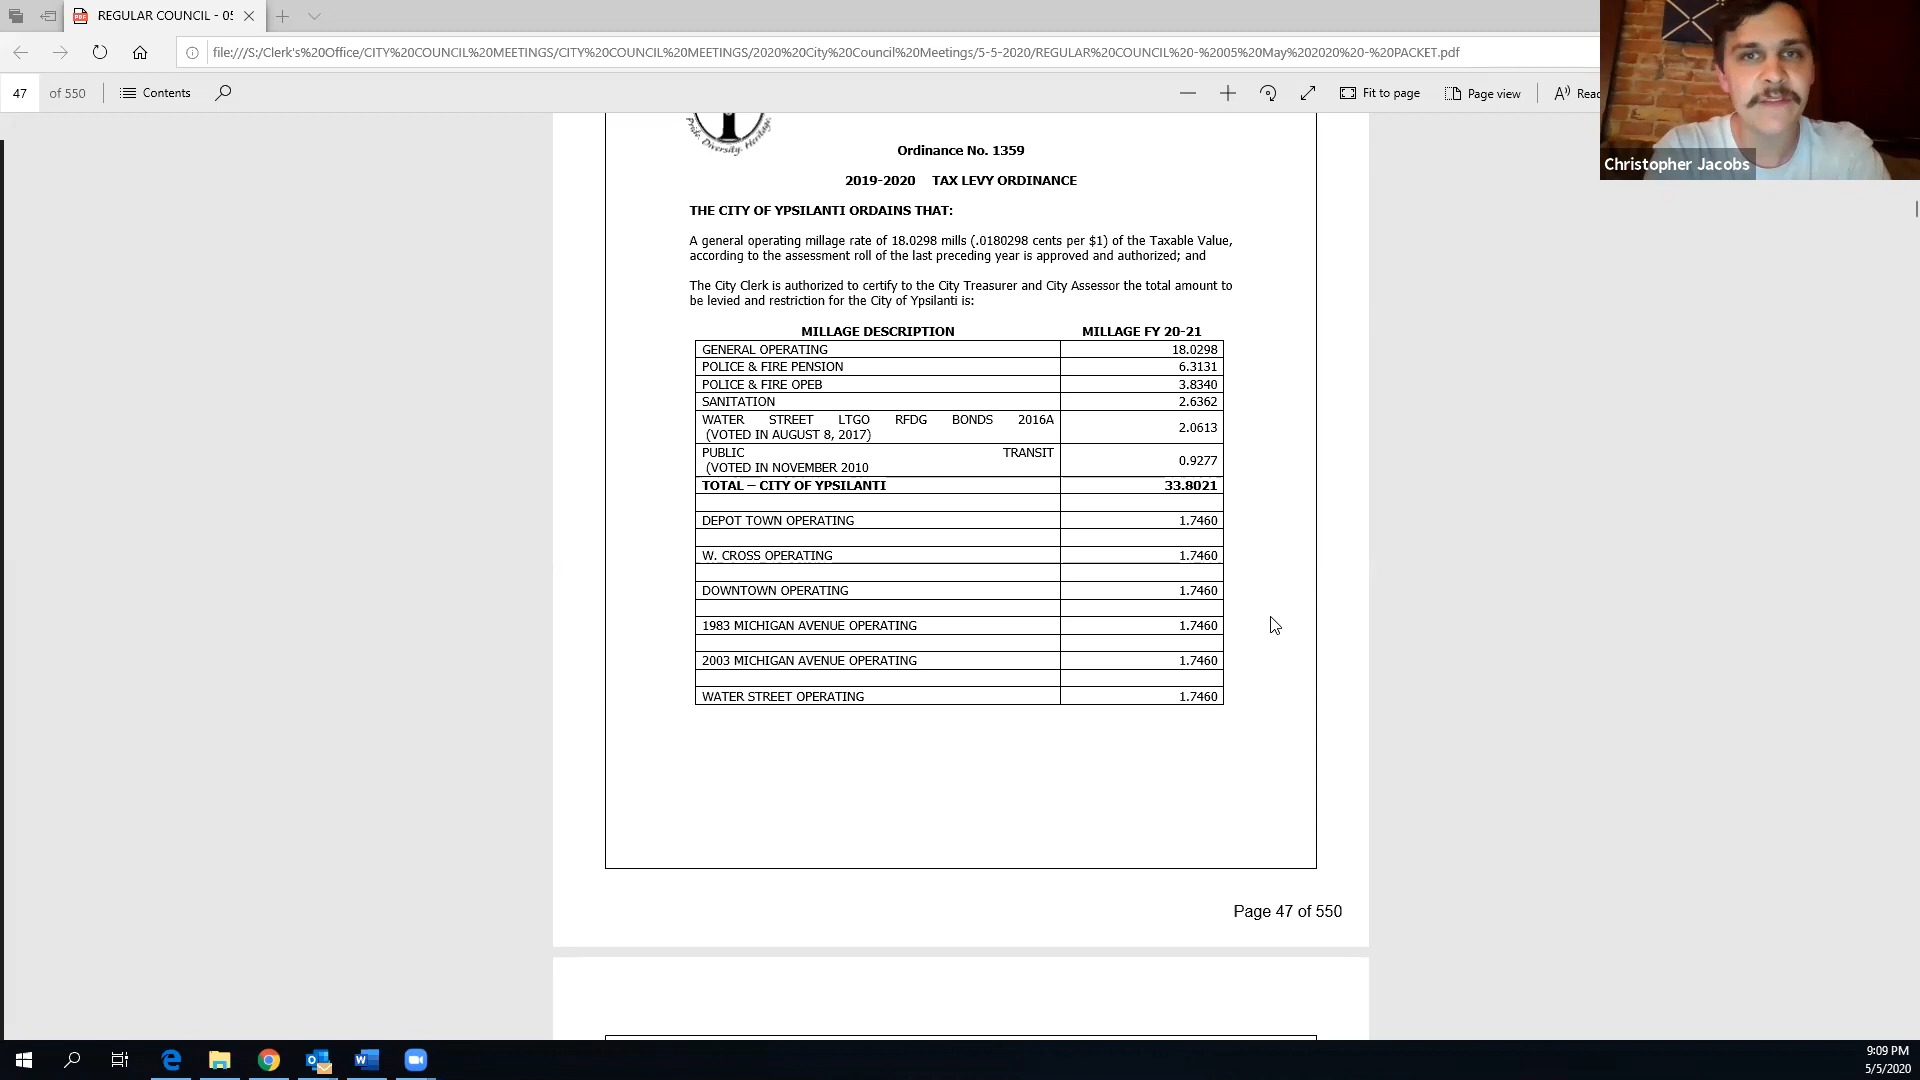 REGULAR COUNCIL - 05
file:///S:/Clerk's%20Office/CITY%20COUNCIL%20MEETINGS/CITY%20COUNCIL%20MEETINGS/2020%20City%20Council%20Meetings/5-5-2020/REGULAR%20COUNCIL%20-%2005%20May%202020%20-%20PACKET.pdf
47 of 550 Contents Fit to page Page view Reac
Christopher Jacobs
Pride. Diversity. Heritage.
Ordinance No. 1359
2019-2020 TAX LEVY ORDINANCE
THE CITY OF YPSILANTI ORDAINS THAT:
A general operating millage rate of 18.0298 mills (.0180298 cents per $1) of the Taxable Value,
according to the assessment roll of the last preceding year is approved and authorized; and
The City Clerk is authorized to certify to the City Treasurer and City Assessor the total amount to
be levied and restriction for the City of Ypsilanti is:
MILLAGE DESCRIPTION MILLAGE FY 20-21
GENERAL OPERATING 18.0298
POLICE & FIRE PENSION 6.3131
POLICE & FIRE OPEB 3.8340
SANITATION 2.6362
WATER STREET LTGO RFDG BONDS 2016A
(VOTED IN AUGUST 8, 2017) 2.0613
PUBLIC TRANSIT
(VOTED IN NOVEMBER 2010 0.9277
TOTAL – CITY OF YPSILANTI 33.8021
DEPOT TOWN OPERATING 1.7460
W. CROSS OPERATING 1.7460
DOWNTOWN OPERATING 1.7460
1983 MICHIGAN AVENUE OPERATING 1.7460
2003 MICHIGAN AVENUE OPERATING 1.7460
WATER STREET OPERATING 1.7460
Page 47 of 550
9:09 PM
5/5/2020